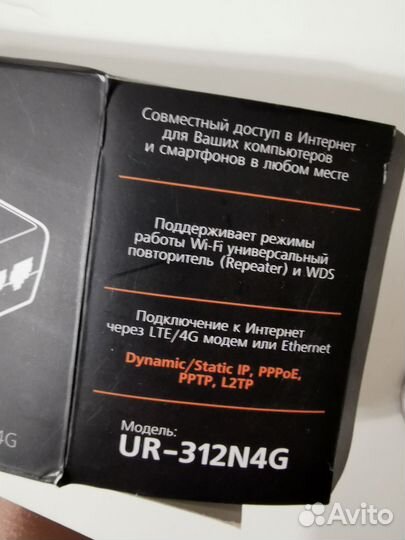 Совместный доступ в Интернет
для Ваших компьютеров
и смартфонов в любом месте
Поддерживает режимы
работы Wi-Fi универсальный
повторитель (Repeater) и WDS
Подключение к Интернет
через LTE/4G модем или Ethernet
Dynamic/Static IP, PPPoE,
PPTP, L2TP
Модель:
UR-312N4G
4G
Avito